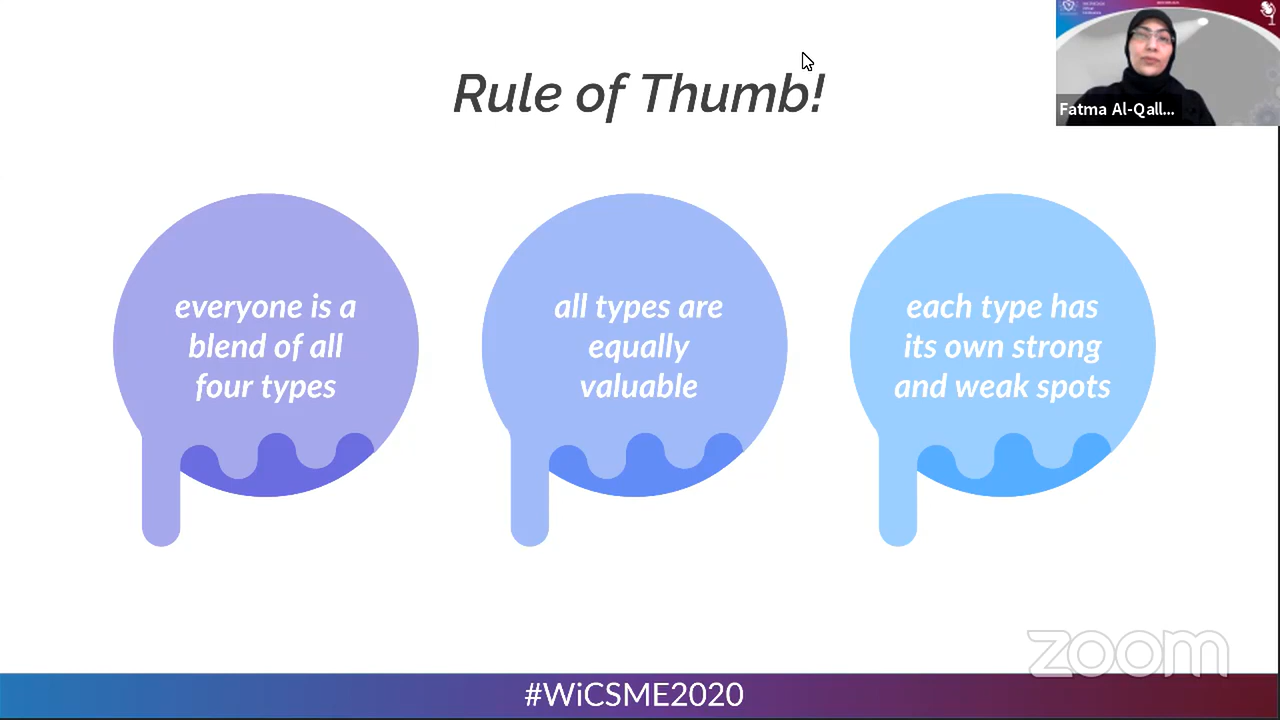 Rule of Thumb!
Fatma Al-Qall...
everyone is a
blend of all
four types
all types are
equally
valuable
each type has
its own strong
and weak spots
zoom
#WiCSME2020